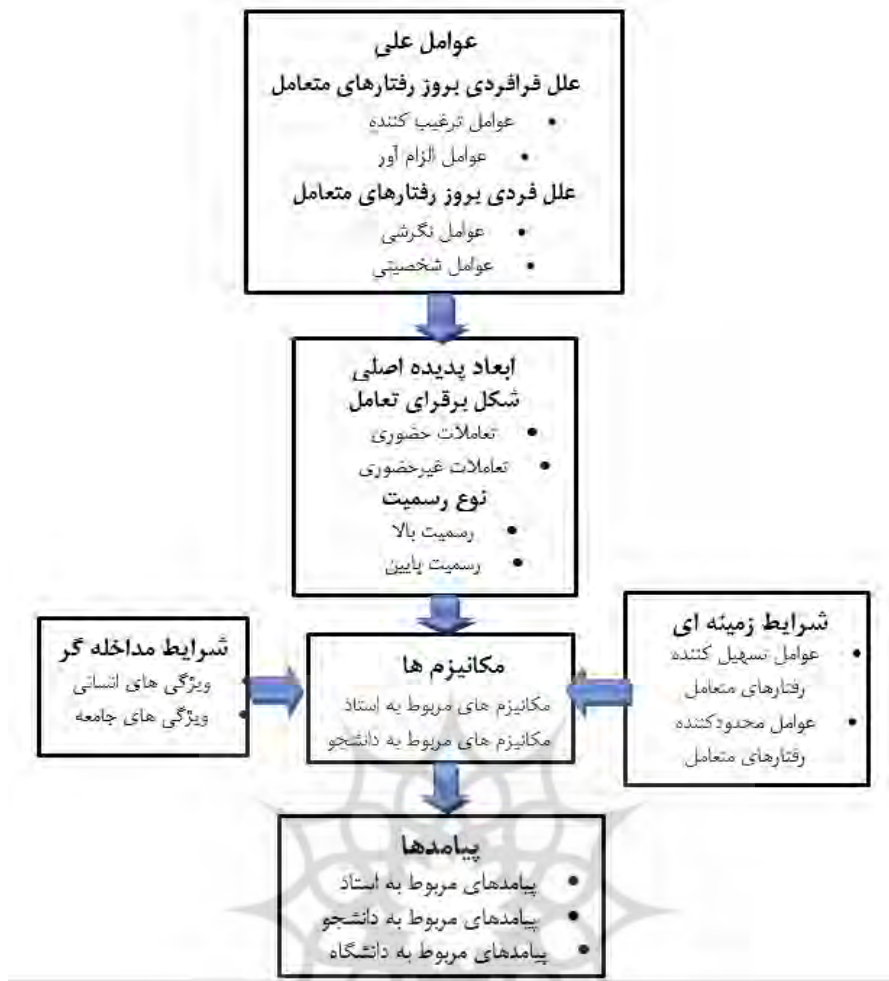 عوامل علی
علل فرافردی بروز رفتارهای متعامل
• عوامل ترغیب کننده
• عوامل الزام آور
علل فردی بروز رفتارهای متعامل
• عوامل نگرشی
• عوامل شخصیتی
ابعاد پدیده اصلی
شکل برقرای تعامل
• تعاملات حضوری
• تعاملات غیرحضوری
نوع رسمیت
• رسمیت بالا
• رسمیت پایین
شرایط زمینه ای
• عوامل تسهیل کننده
رفتارهای متعامل
• عوامل محدودکننده
رفتارهای متعامل
مکانیزم ها
مکانیزم های مربوط به استاد
مکانیزم های مربوط به دانشجو
شرایط مداخله گر
• ویژگی های انسانی
• ویژگی های جامعه
پیامدها
• پیامدهای مربوط به استاد
• پیامدهای مربوط به دانشجو
• پیامدهای مربوط به دانشگاه